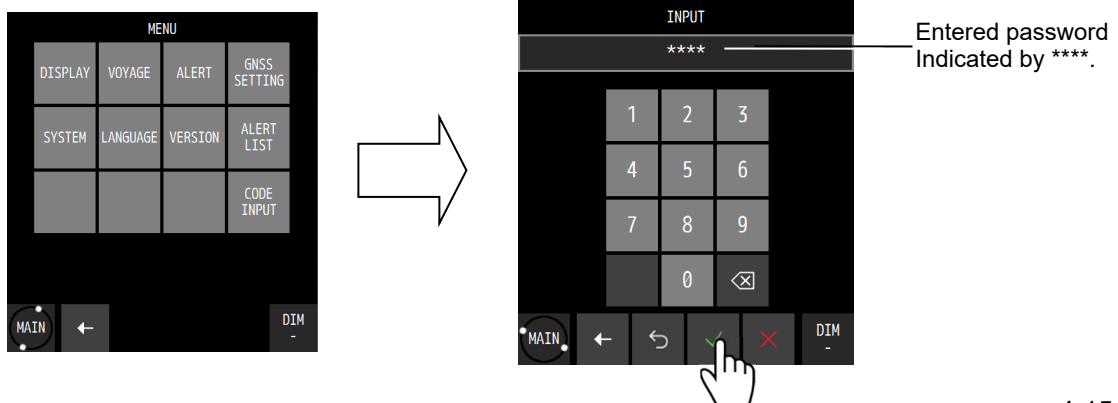 MENU
DISPLAY VOYAGE ALERT GNSS SETTING
SYSTEM LANGUAGE VERSION ALERT LIST
CODE INPUT
MAIN DIM
-
INPUT
****
Entered password
Indicated by ****.
1 2 3
4 5 6
7 8 9
0
MAIN DIM
-